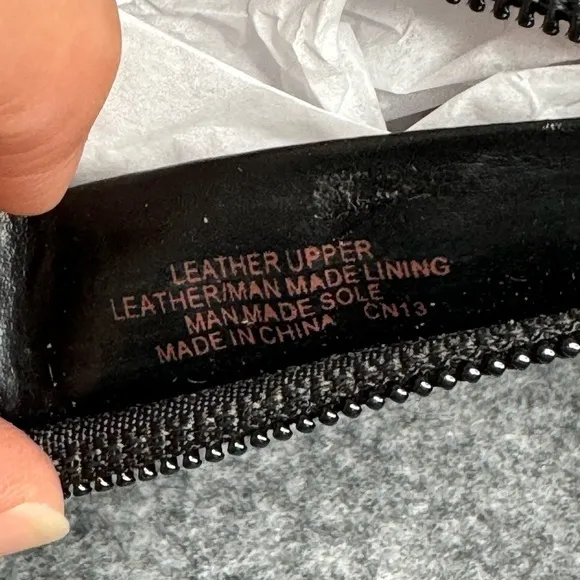 LEATHER UPPER
LEATHER/MAN MADE LINING
MAN MADE SOLE
MADE IN CHINA CN13